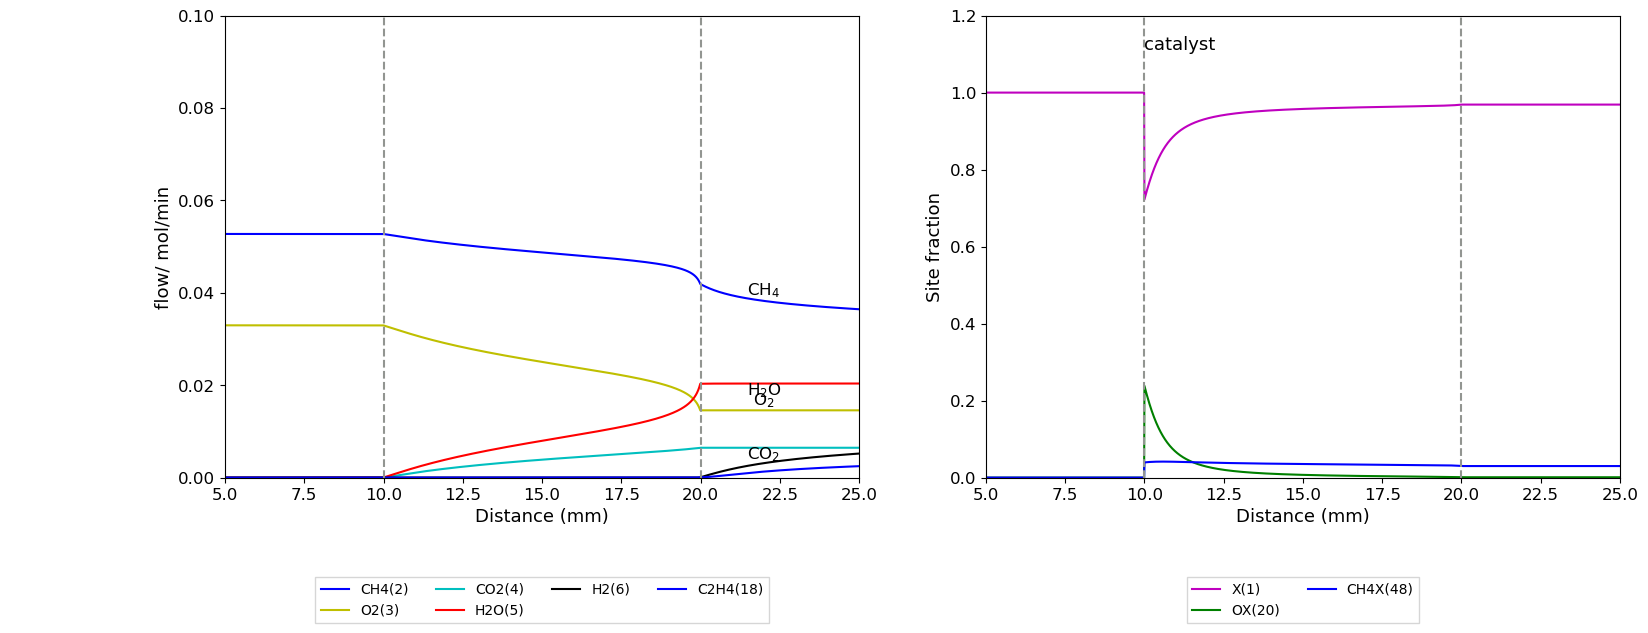 0.10
0.08
0.06
0.04
0.02
0.00
flow/ mol/min
CH4
H2O
O2
CO2
5.0 7.5 10.0 12.5 15.0 17.5 20.0 22.5 25.0
Distance (mm)
CH4(2) CO2(4) H2(6) C2H4(18)
O2(3) H2O(5)
1.2
1.0
0.8
0.6
0.4
0.2
0.0
Site fraction
catalyst
5.0 7.5 10.0 12.5 15.0 17.5 20.0 22.5 25.0
Distance (mm)
X(1) CH4X(48)
OX(20)